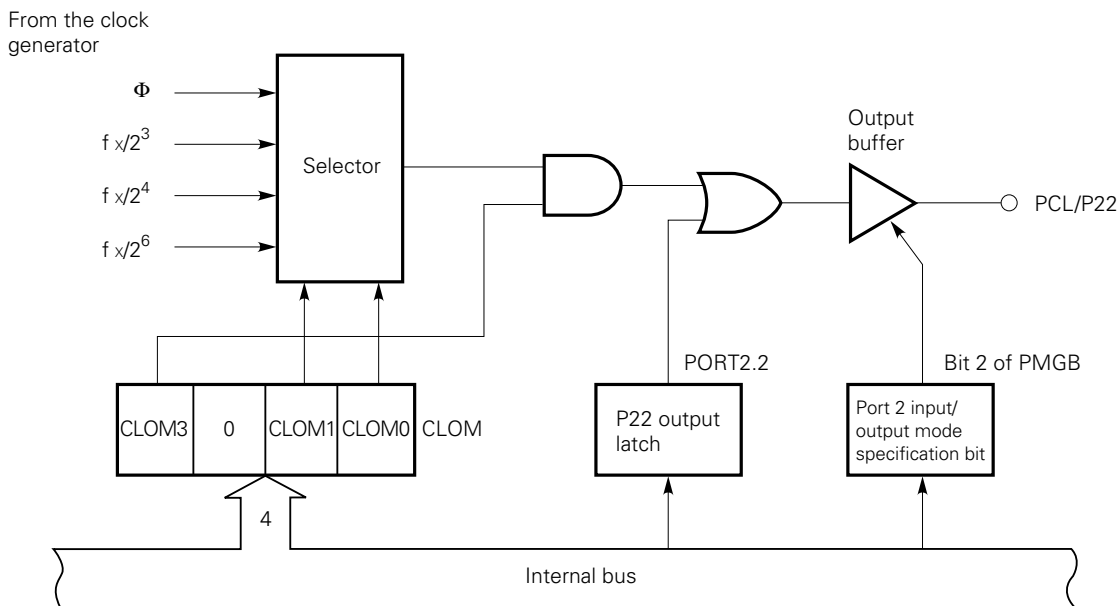 From the clock
generator
Φ
f x/2³
f x/2⁴
f x/2⁶
Selector
Output
buffer
PCL/P22
PORT2.2
Bit 2 of PMGB
CLOM3 0 CLOM1 CLOM0 CLOM
P22 output
latch
Port 2 input/
output mode
specification bit
4
Internal bus